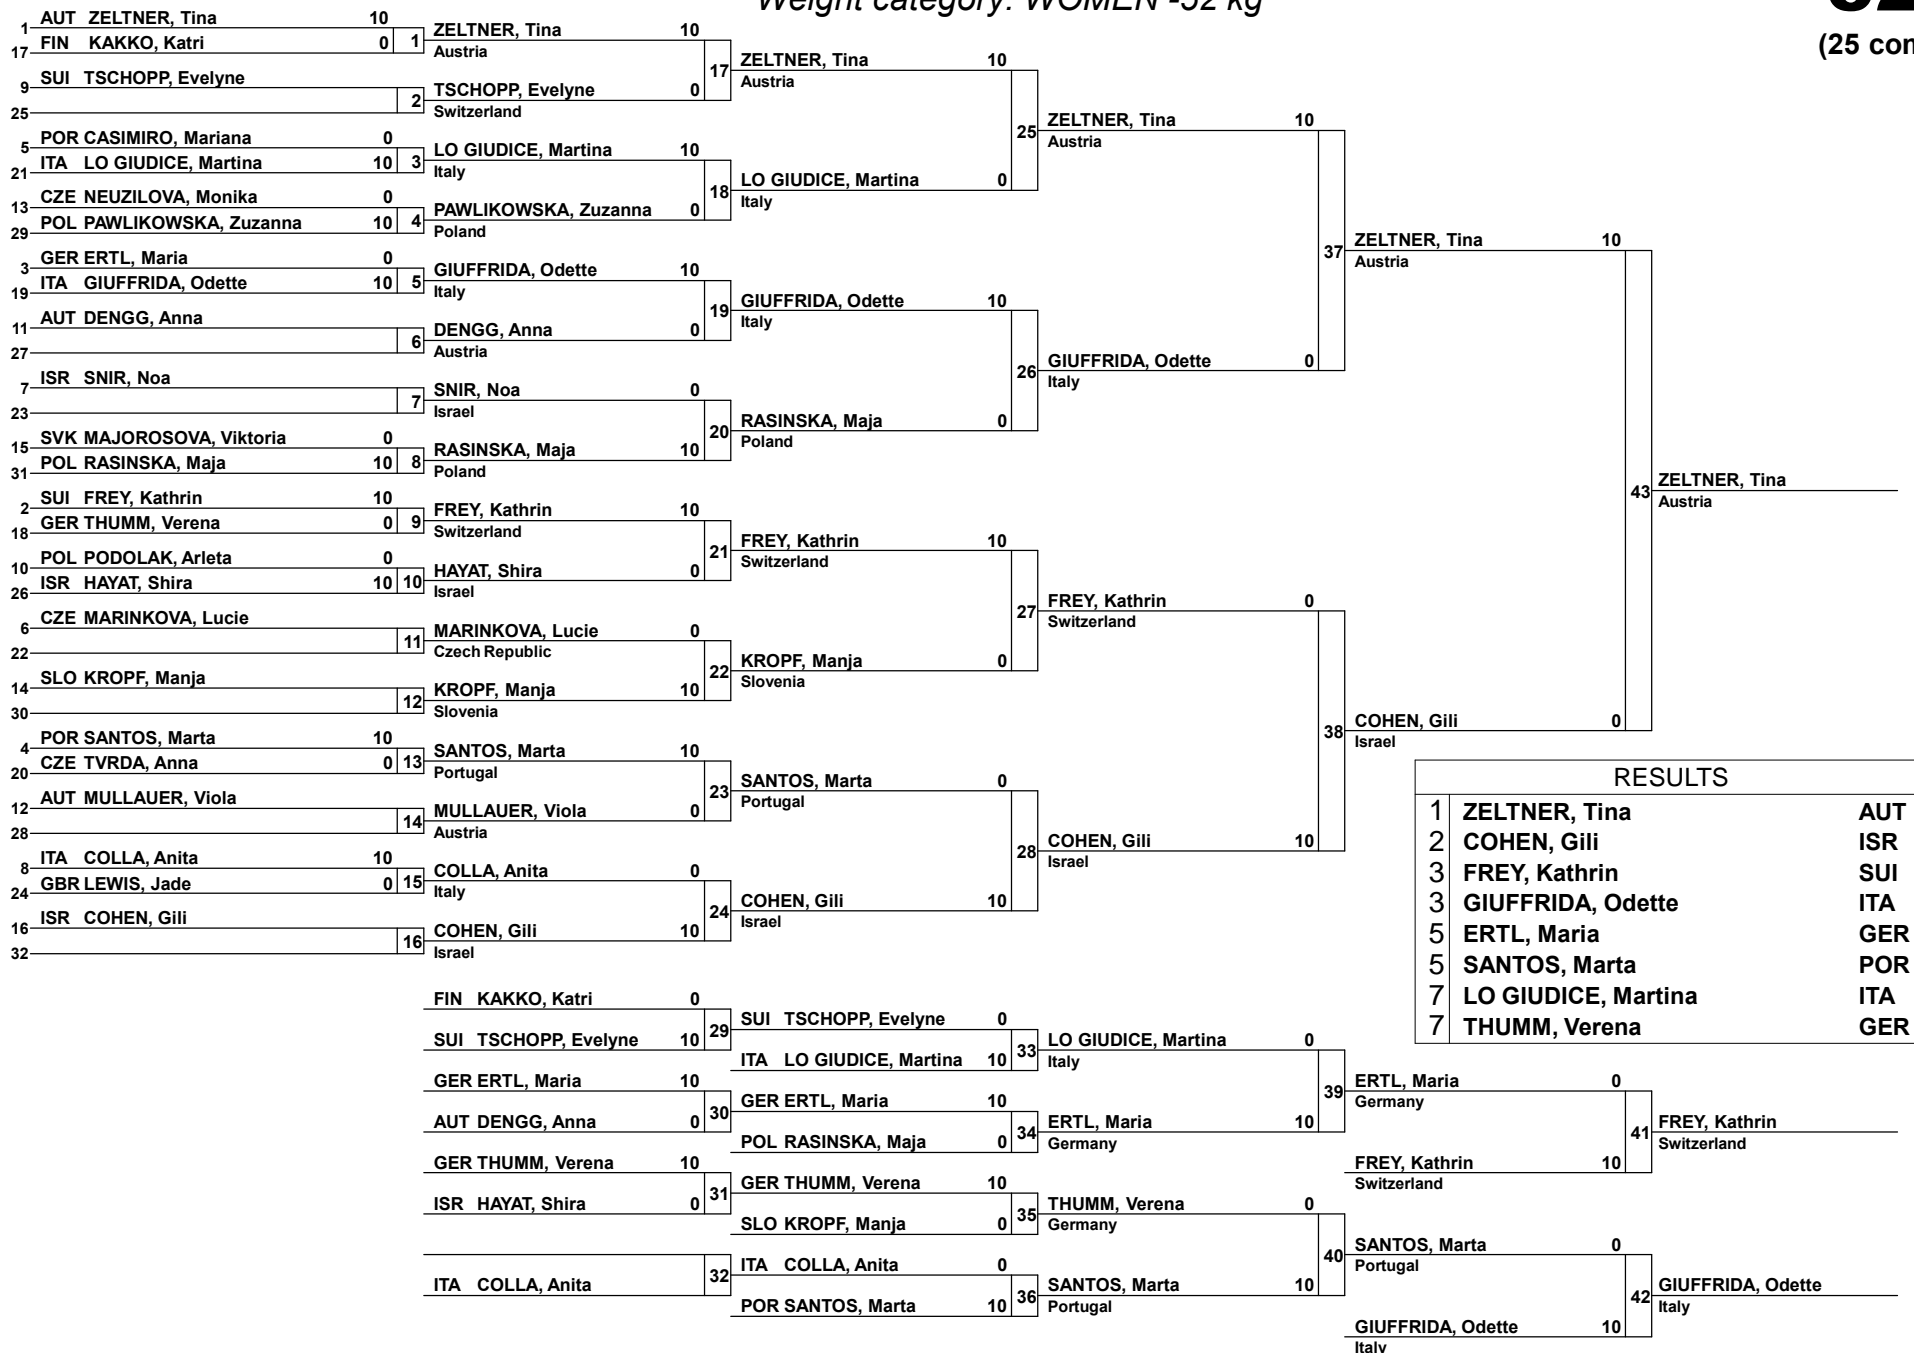 Weight category: WOMEN -52 kg
(25 con
1 AUT ZELTNER, Tina 10
17 FIN KAKKO, Katri 0
1 ZELTNER, Tina 10
Austria
9 SUI TSCHOPP, Evelyne
25
2 TSCHOPP, Evelyne 0
Switzerland
5 POR CASIMIRO, Mariana 0
21 ITA LO GIUDICE, Martina 10
3 LO GIUDICE, Martina 10
Italy
13 CZE NEUZILOVA, Monika 0
29 POL PAWLIKOWSKA, Zuzanna 10
4 PAWLIKOWSKA, Zuzanna 0
Poland
3 GER ERTL, Maria 0
19 ITA GIUFFRIDA, Odette 10
5 GIUFFRIDA, Odette 10
Italy
11 AUT DENGG, Anna
27
6 DENGG, Anna 0
Austria
7 ISR SNIR, Noa
23
7 SNIR, Noa 0
Israel
15 SVK MAJOROSOVA, Viktoria 0
31 POL RASINSKA, Maja 10
8 RASINSKA, Maja 10
Poland
2 SUI FREY, Kathrin 10
18 GER THUMM, Verena 0
9 FREY, Kathrin 10
Switzerland
10 POL PODOLAK, Arleta 0
26 ISR HAYAT, Shira 10
10 HAYAT, Shira 0
Israel
6 CZE MARINKOVA, Lucie
22
11 MARINKOVA, Lucie 0
Czech Republic
14 SLO KROPF, Manja
30
12 KROPF, Manja 10
Slovenia
4 POR SANTOS, Marta 10
20 CZE TVRDA, Anna 0
13 SANTOS, Marta 10
Portugal
12 AUT MULLAUER, Viola
28
14 MULLAUER, Viola 0
Austria
8 ITA COLLA, Anita 10
24 GBR LEWIS, Jade 0
15 COLLA, Anita 0
Italy
16 ISR COHEN, Gili
32
16 COHEN, Gili 10
Israel
17 ZELTNER, Tina 10
Austria
18 LO GIUDICE, Martina 0
Italy
19 GIUFFRIDA, Odette 10
Italy
20 RASINSKA, Maja 0
Poland
21 FREY, Kathrin 10
Switzerland
22 KROPF, Manja 0
Slovenia
23 SANTOS, Marta 0
Portugal
24 COHEN, Gili 10
Israel
25 ZELTNER, Tina 10
Austria
26 GIUFFRIDA, Odette 0
Italy
27 FREY, Kathrin 0
Switzerland
28 COHEN, Gili 10
Israel
37 ZELTNER, Tina 10
Austria
38 COHEN, Gili 0
Israel
43 ZELTNER, Tina
Austria
RESULTS
1 ZELTNER, Tina AUT
2 COHEN, Gili ISR
3 FREY, Kathrin SUI
3 GIUFFRIDA, Odette ITA
5 ERTL, Maria GER
5 SANTOS, Marta POR
7 LO GIUDICE, Martina ITA
7 THUMM, Verena GER
FIN KAKKO, Katri 0
SUI TSCHOPP, Evelyne 10
29 SUI TSCHOPP, Evelyne 0
ITA LO GIUDICE, Martina 10
GER ERTL, Maria 10
AUT DENGG, Anna 0
30 GER ERTL, Maria 10
POL RASINSKA, Maja 0
GER THUMM, Verena 10
ISR HAYAT, Shira 0
31 GER THUMM, Verena 10
SLO KROPF, Manja 0
ITA COLLA, Anita
32 ITA COLLA, Anita 0
POR SANTOS, Marta 10
33 LO GIUDICE, Martina 0
Italy
34 ERTL, Maria 10
Germany
35 THUMM, Verena 0
Germany
36 SANTOS, Marta 10
Portugal
39 ERTL, Maria 0
Germany
FREY, Kathrin 10
Switzerland
40 SANTOS, Marta 0
Portugal
GIUFFRIDA, Odette 10
Italy
41 FREY, Kathrin
Switzerland
42 GIUFFRIDA, Odette
Italy